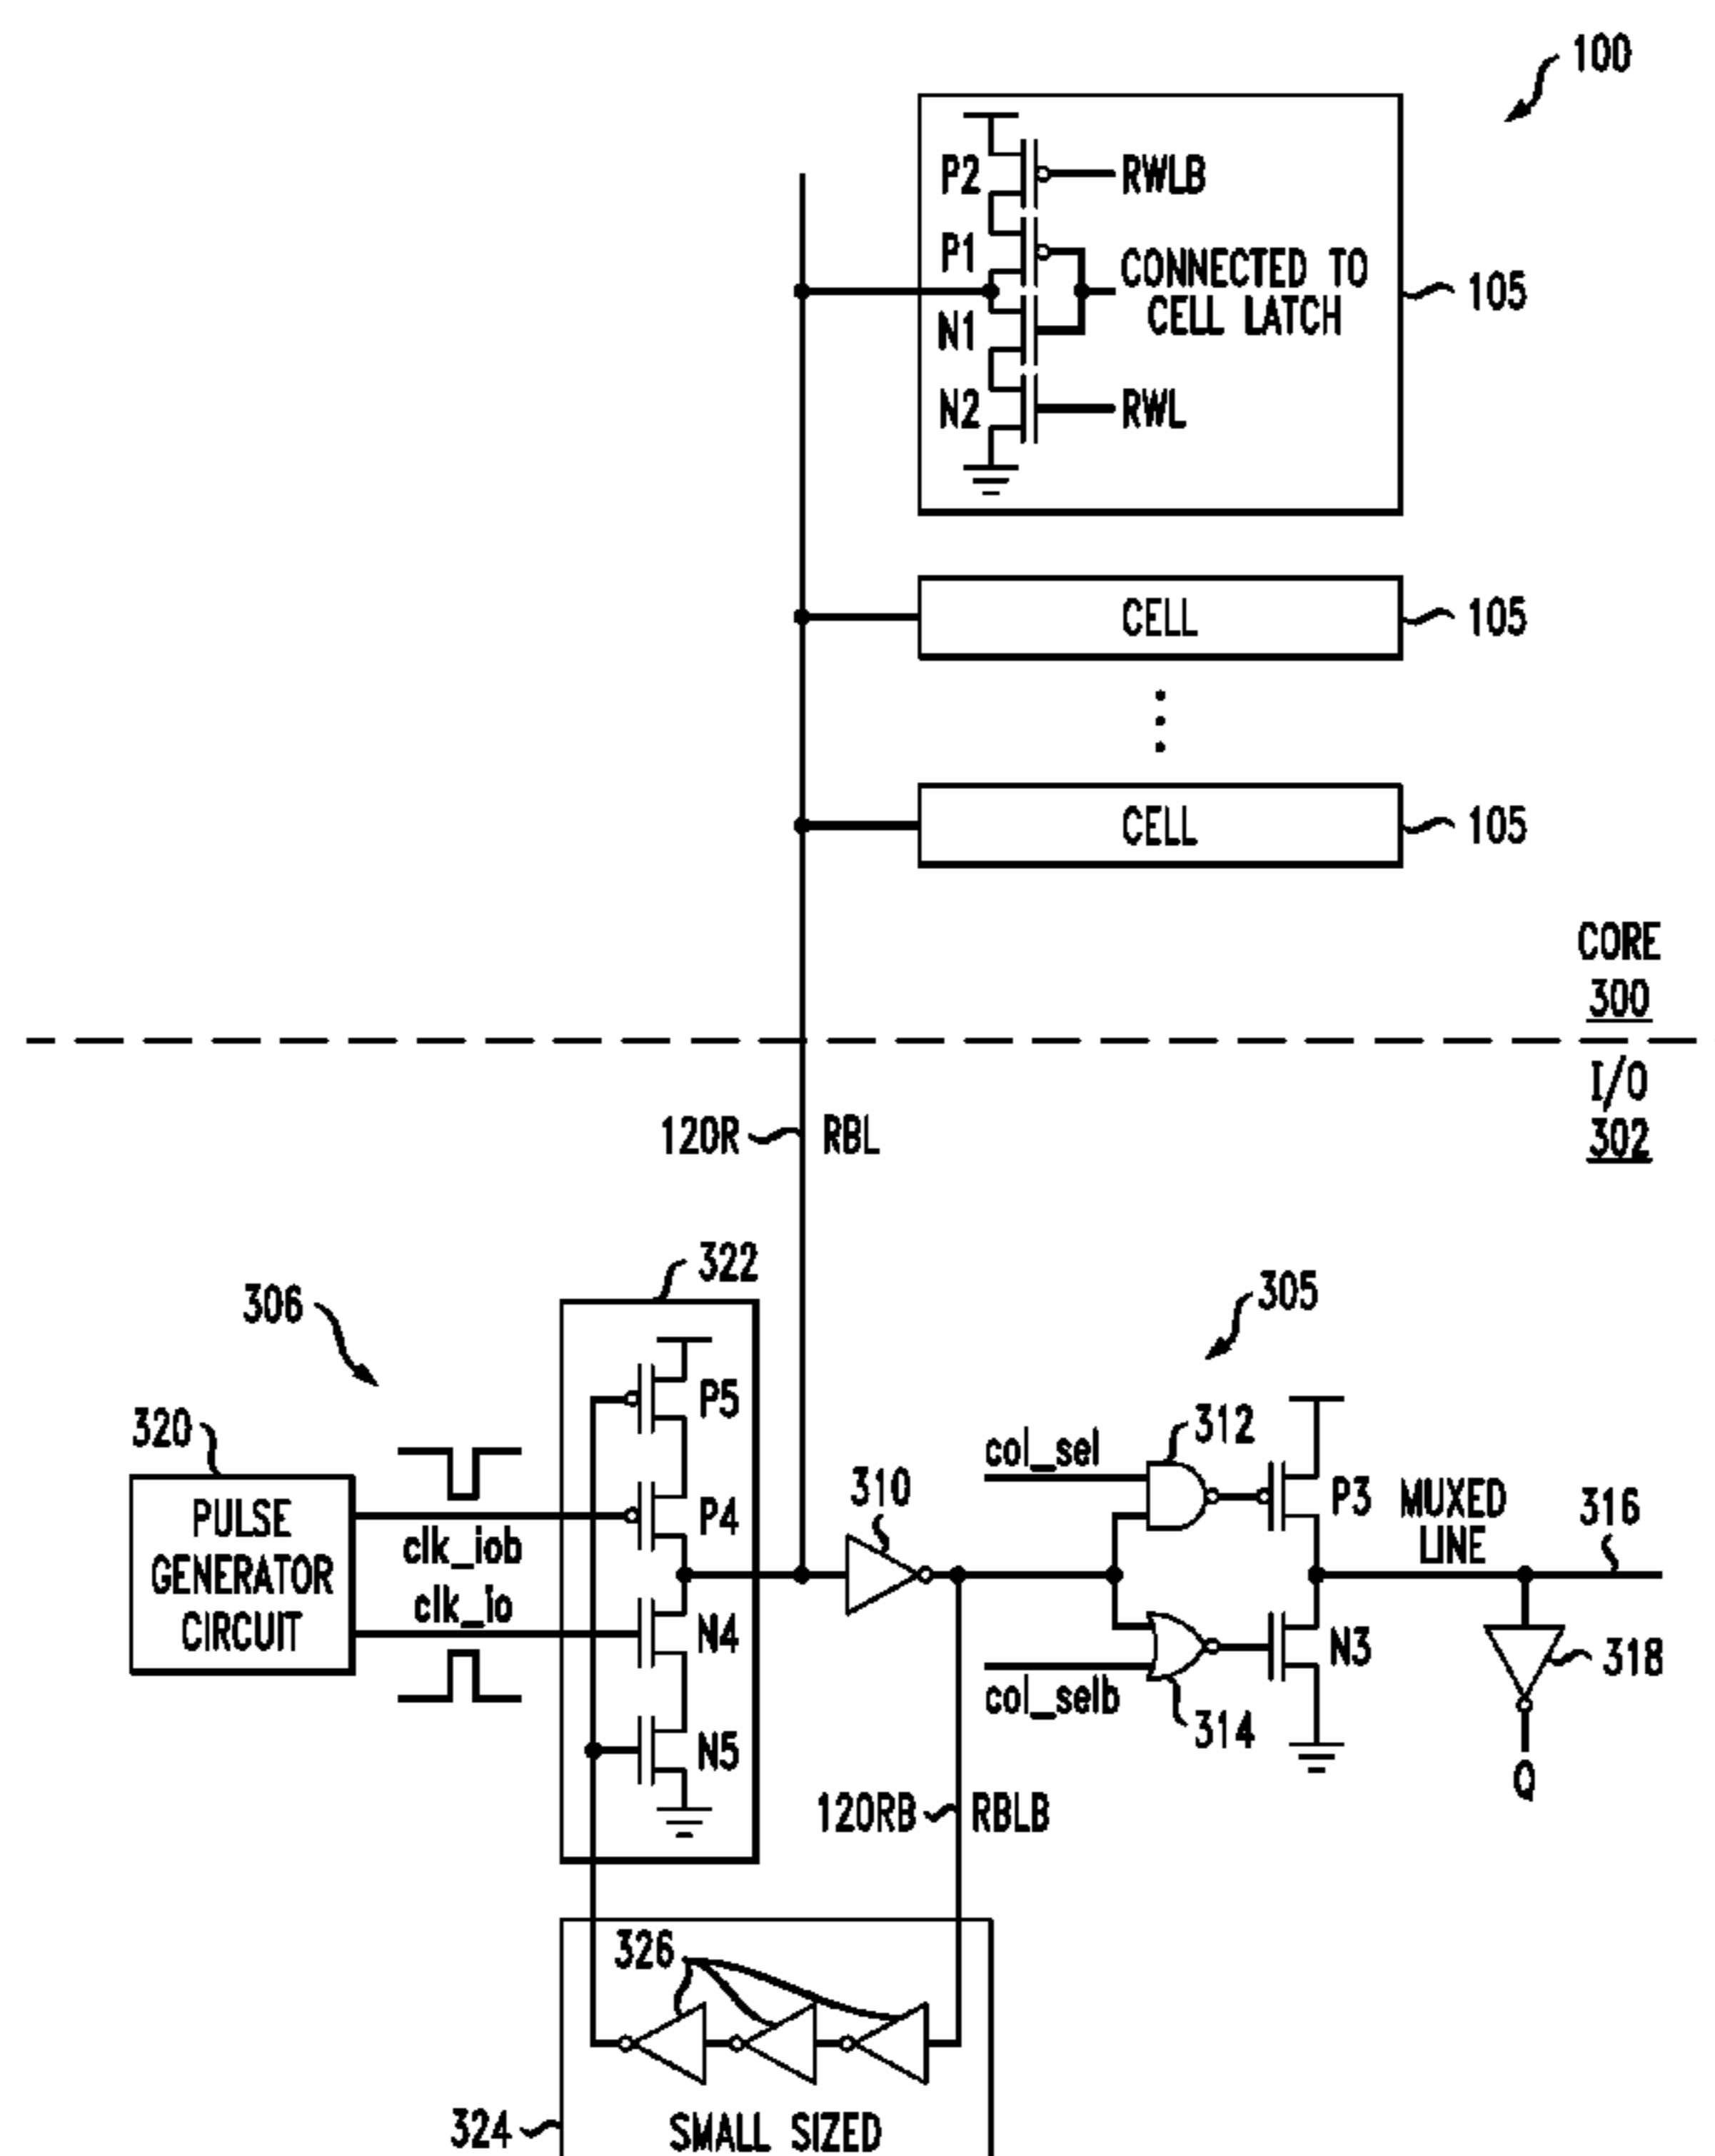 100
P2
RWLB
P1
CONNECTED TO
CELL LATCH
105
N1
N2
RWL
CELL
105
CELL
105
CORE
300
I/O
302
120R
RBL
322
306
305
P5
320
312
col_sel
310
P3
MUXED
LINE
316
PULSE
GENERATOR
CIRCUIT
P4
clk_iob
clk_io
N4
N3
318
col_selb
314
N5
Q
120RB
RBLB
326
324
SMALL SIZED